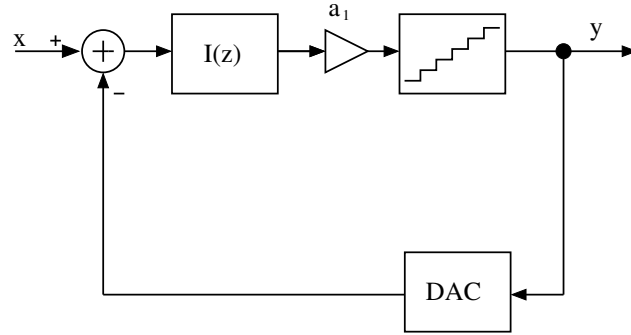 a₁
x
+
+
I(z)
y
−
DAC